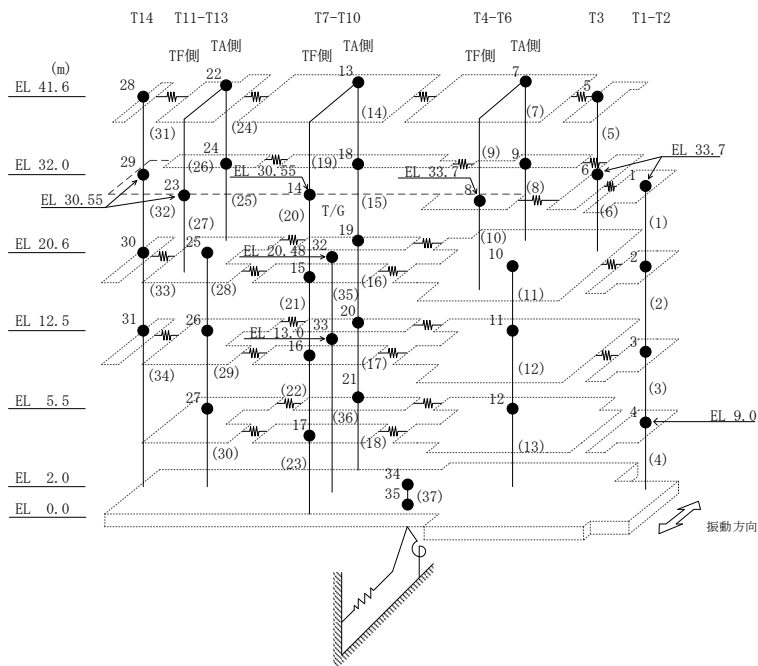 T14 T11-T13 T7-T10 T4-T6 T3 T1-T2
TF側 TA側 TF側 TA側 TF側 TA側
(m)
EL 41.6 28 22 13 7 5
(31) (24) (14) (7) (5)
EL 32.0 29 24 18 9 6 1 EL 33.7
(26) (19) (9)
EL 30.55 23 EL 30.55 14 EL 33.7 8 (8) (6)
(32) (27) (25) (20) T/G (15) (10) (1)
EL 20.6 30 25 32 19 10 2
EL 20.48 15
(33) (28) (35) (16) (11) (2)
(21)
EL 12.5 31 26 33 20 11 3
EL 13.0 16
(34) (29) (17) (12) (3)
EL 5.5 27 (22) 21 12 4 EL 9.0
17 (36)
(30) (23) (18) (13) (4)
EL 2.0 34
35 (37)
EL 0.0
振動方向